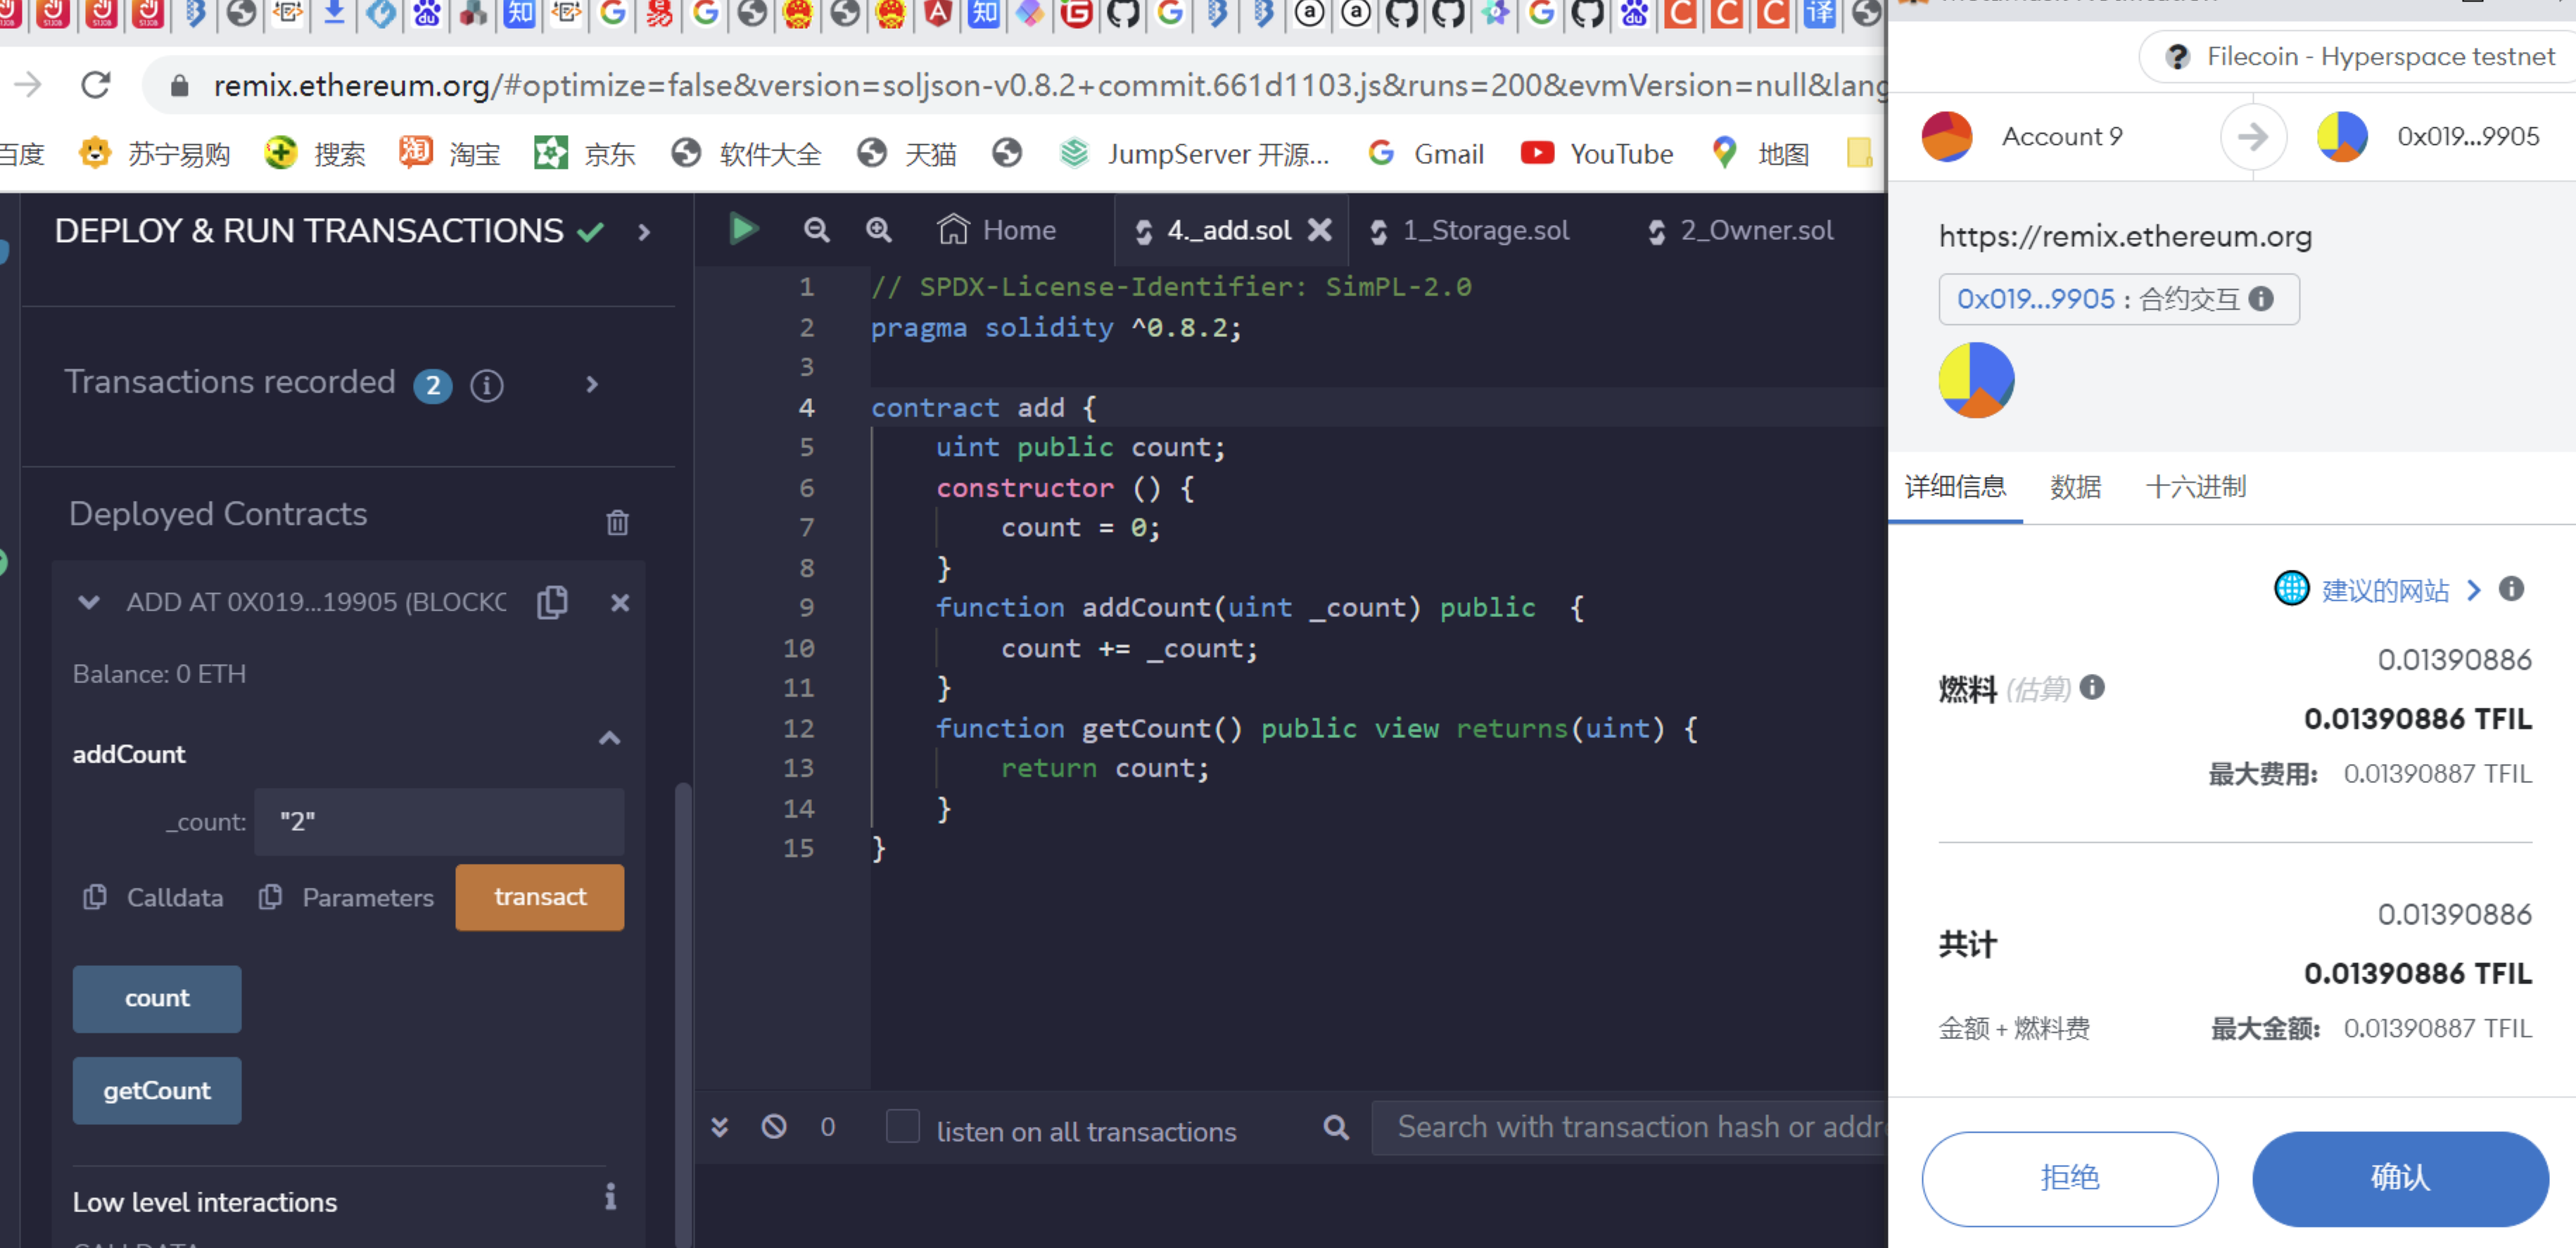 remix.ethereum.org/#optimize=false&version=soljson-v0.8.2+commit.661d1103.js&runs=200&evmVersion=null&lang
百度 苏宁易购 搜索 淘宝 京东 软件大全 天猫 JumpServer 开源... Gmail YouTube 地图
DEPLOY & RUN TRANSACTIONS
Transactions recorded 2
Deployed Contracts
ADD AT 0X019...19905 (BLOCKC
Balance: 0 ETH
addCount
_count: "2"
Calldata Parameters transact
count
getCount
Low level interactions
CALLDATA
Home 4._add.sol 1_Storage.sol 2_Owner.sol
1 // SPDX-License-Identifier: SimPL-2.0
2 pragma solidity ^0.8.2;
3
4 contract add {
5 uint public count;
6 constructor () {
7 count = 0;
8 }
9 function addCount(uint _count) public {
10 count += _count;
11 }
12 function getCount() public view returns(uint) {
13 return count;
14 }
15 }
0 listen on all transactions Search with transaction hash or addre
Filecoin - Hyperspace testnet
Account 9 0x019...9905
https://remix.ethereum.org
0x019...9905 : 合约交互
详细信息 数据 十六进制
建议的网站
0.01390886
燃料 (估算)
0.01390886 TFIL
最大费用: 0.01390887 TFIL
0.01390886
共计
0.01390886 TFIL
金额 + 燃料费 最大金额: 0.01390887 TFIL
拒绝 确认